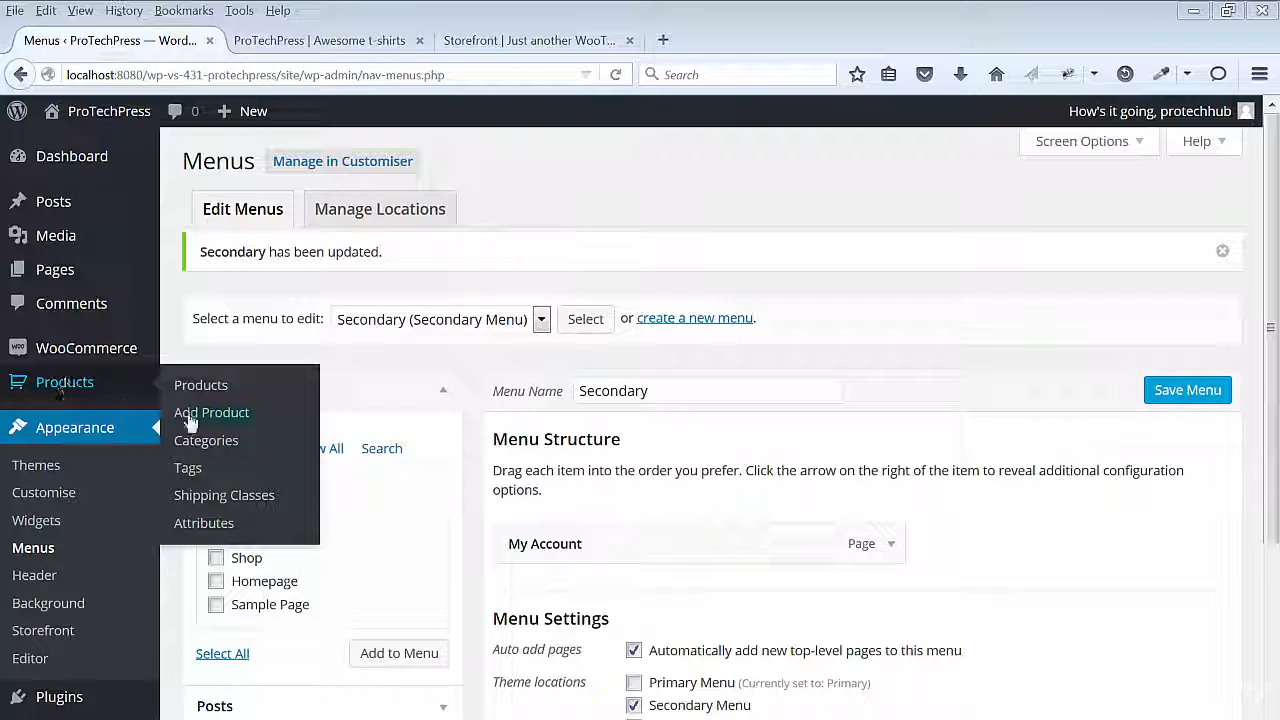 File Edit View History Bookmarks Tools Help
Menus ‹ ProTechPress — Word... ProTechPress | Awesome t-shirts Storefront | Just another WooT...
localhost:8080/wp-vs-431-protechpress/site/wp-admin/nav-menus.php Search
ProTechPress 0 New How's it going, protechhub
Screen Options Help
Dashboard
Posts
Media
Pages
Comments
WooCommerce
Products
Appearance
Themes
Customise
Widgets
Menus
Header
Background
Storefront
Editor
Plugins
Products
Add Product
Categories
Tags
Shipping Classes
Attributes
Menus Manage in Customiser
Edit Menus Manage Locations
Secondary has been updated.
Select a menu to edit: Secondary (Secondary Menu) Select or create a new menu.
All Search
Shop
Homepage
Sample Page
Select All Add to Menu
Posts
Menu Name Secondary Save Menu
Menu Structure
Drag each item into the order you prefer. Click the arrow on the right of the item to reveal additional configuration
options.
My Account Page
Menu Settings
Auto add pages Automatically add new top-level pages to this menu
Theme locations Primary Menu (Currently set to: Primary)
Secondary Menu